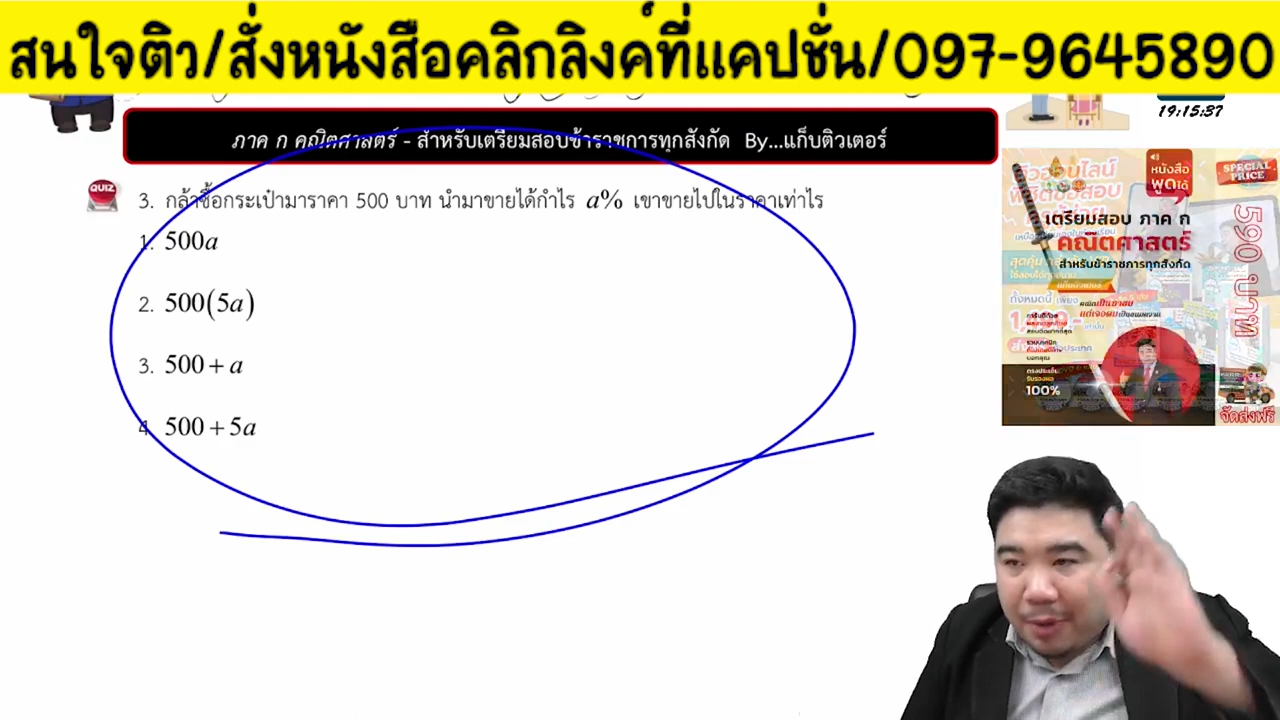 สนใจติว/สั่งหนังสือคลิกลิงค์ที่แคปชั่น/097-9645890
19:15:37
ภาค ก คณิตศาสตร์ - สำหรับเตรียมสอบข้าราชการทุกสังกัด By...แก็บติวเตอร์
QUIZ
3. กล้าซื้อกระเป๋ามาราคา 500 บาท นำมาขายได้กำไร a% เขาขายไปในราคาเท่าไร
1. 500a
2. 500(5a)
3. 500+a
4. 500+5a
หนังสือ
พูดได้
SPECIAL PRICE
เตรียมสอบ ภาค ก
คณิตศาสตร์
สำหรับข้าราชการทุกสังกัด
590 บาท
100%
จัดส่งฟรี